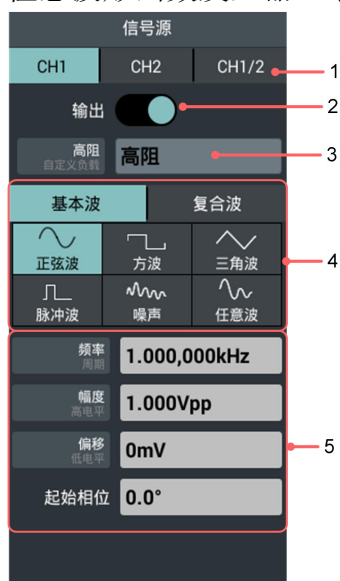 信号源
CH1 CH2 CH1/2
1
输出
2
高阻
自定义负载
高阻
3
基本波 复合波
正弦波 方波 三角波
4
脉冲波 噪声 任意波
频率
周期
1.000,000kHz
幅度
高电平
1.000Vpp
偏移
低电平
0mV
5
起始相位 0.0°